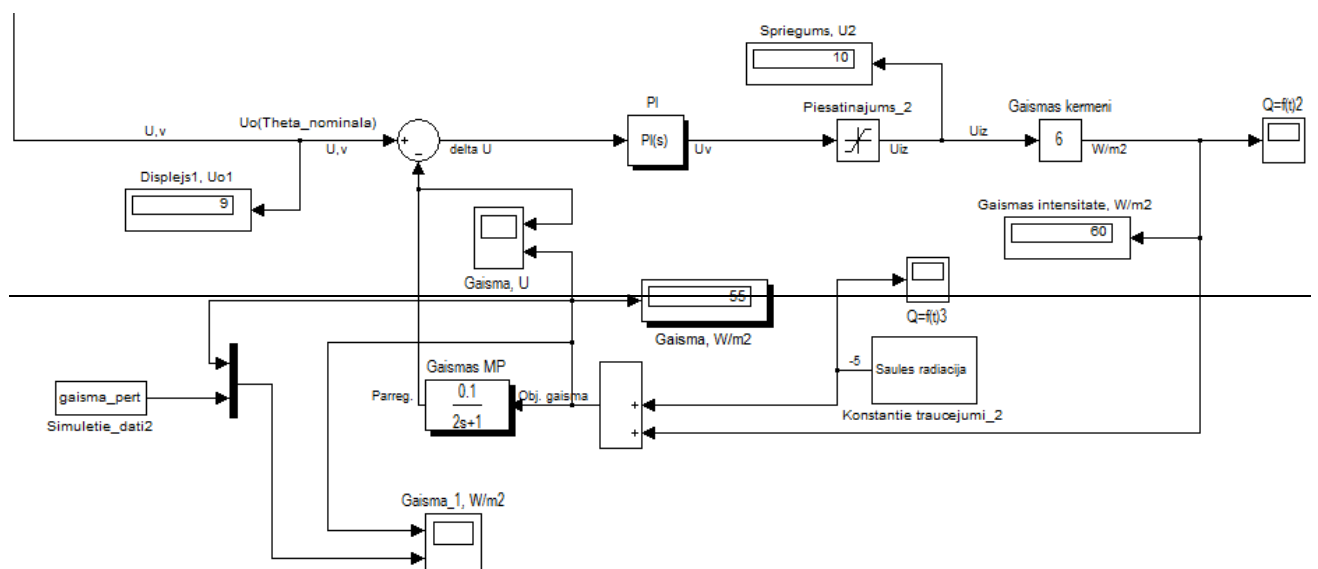 Spriegums, U2
10
PI
Piesatinajums_2
Gaismas kermeni
Q=f(t)2
Uo(Theta_nominala)
U,v
U,v
+
−
delta U
PI(s)
Uv
Uiz
Uiz
6
W/m2
Displejs1, Uo1
9
Gaismas intensitate, W/m2
60
Gaisma, U
55
Gaisma, W/m2
Q=f(t)3
Gaismas MP
-5
Saules radiacija
gaisma_pert
Parreg.
0.1
2s+1
Obj. gaisma
+
+
Konstantie traucejumi_2
Simuletie_dati2
Gaisma_1, W/m2